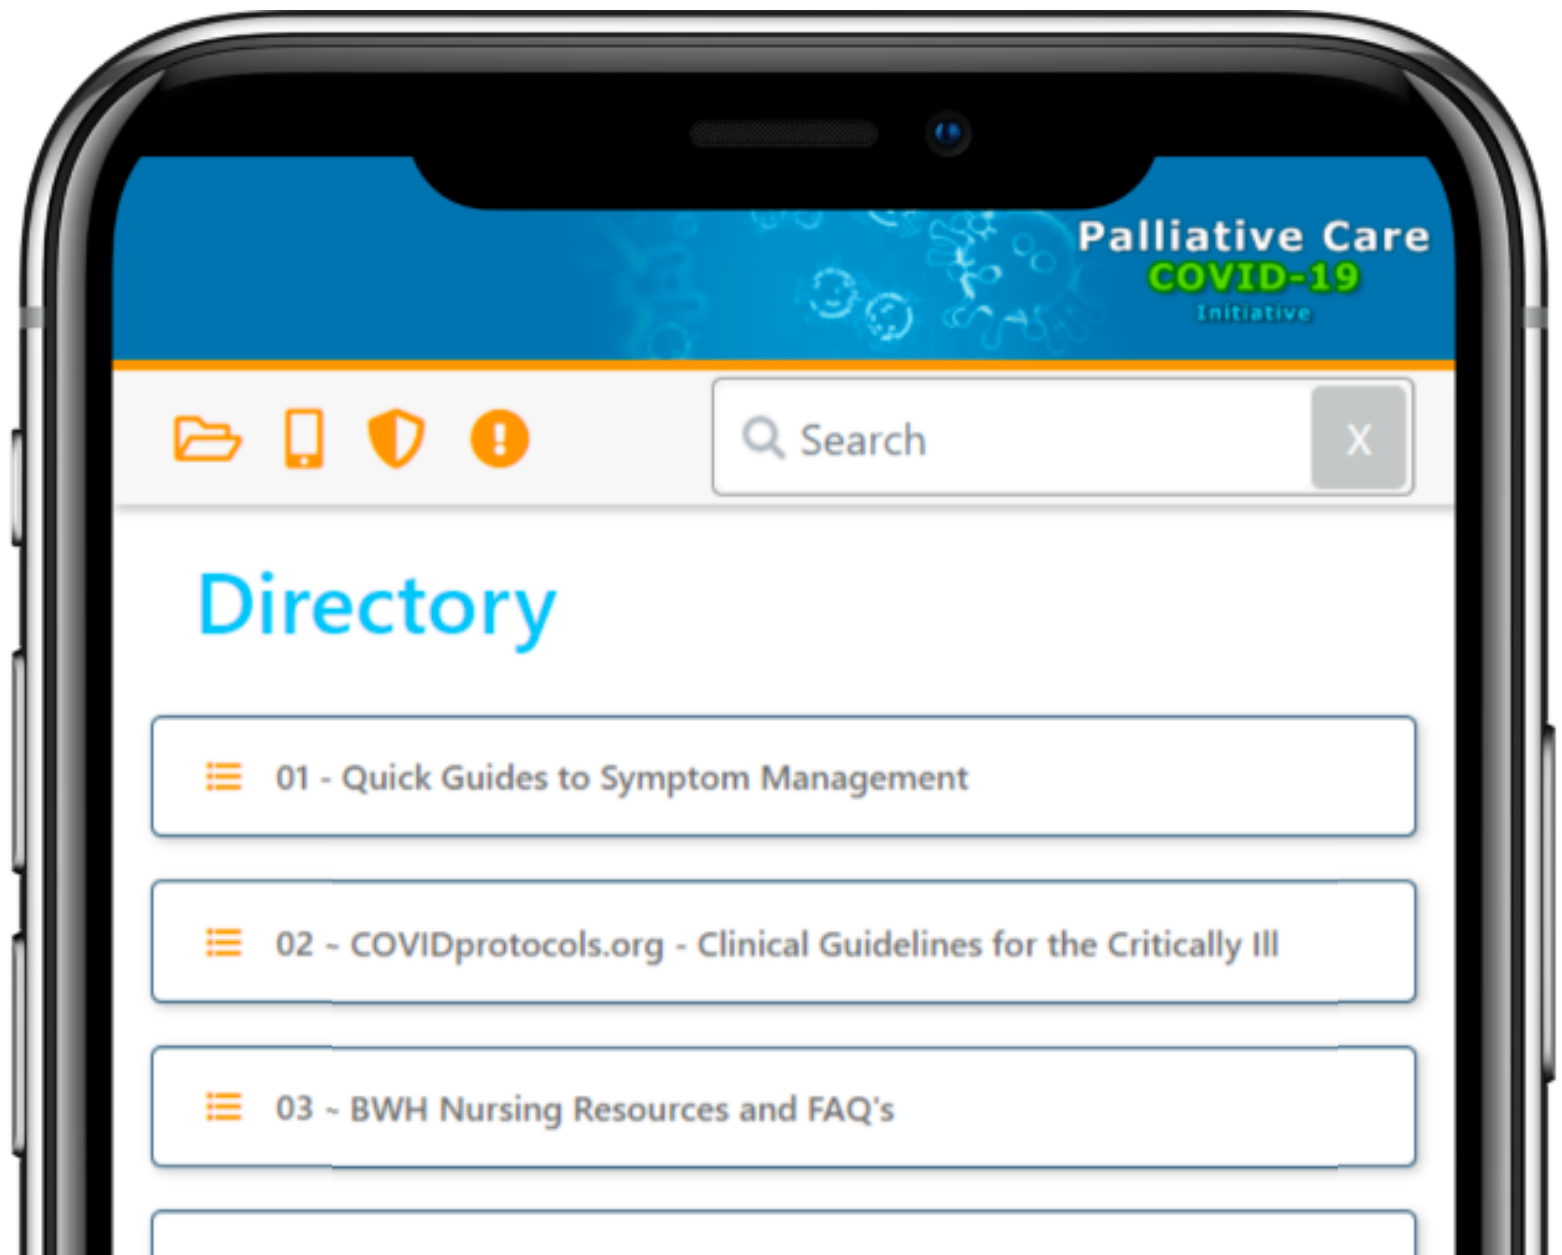 Palliative Care
COVID-19
Initiative
Search
X
Directory
01 - Quick Guides to Symptom Management
02 ~ COVIDprotocols.org - Clinical Guidelines for the Critically Ill
03 ~ BWH Nursing Resources and FAQ's